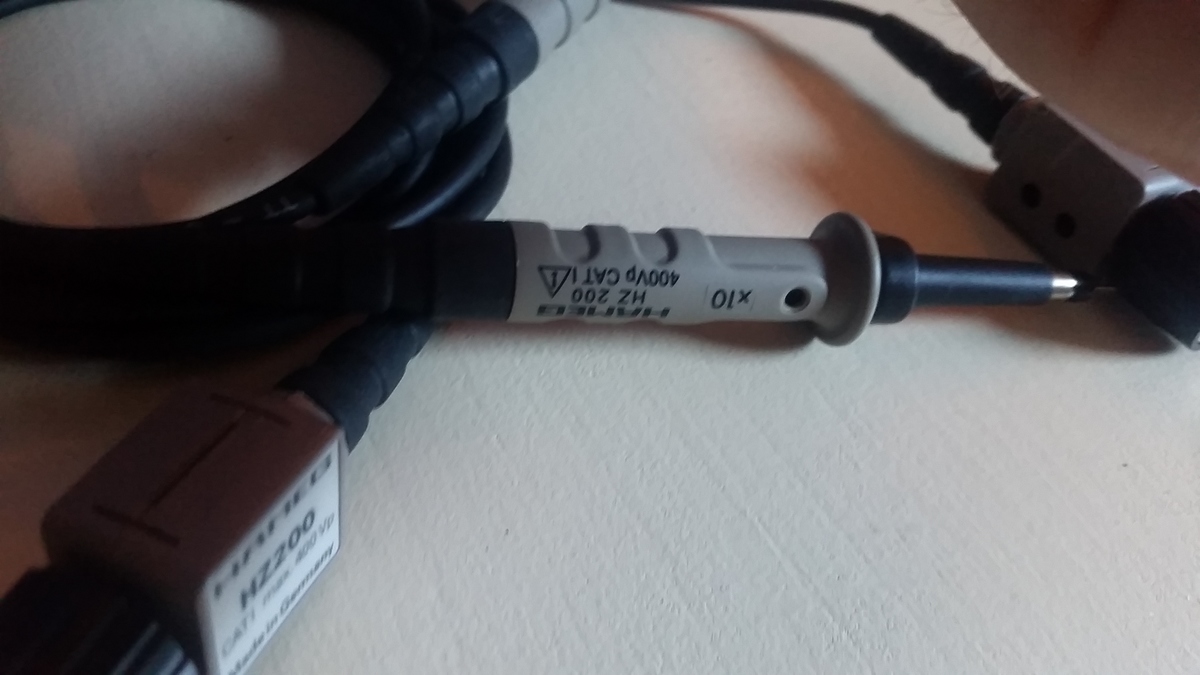 HAMEG
HZ 200
400Vp CAT I
x10
HAMEG
HZ200
CAT I max. 400 Vp
Made in Germany